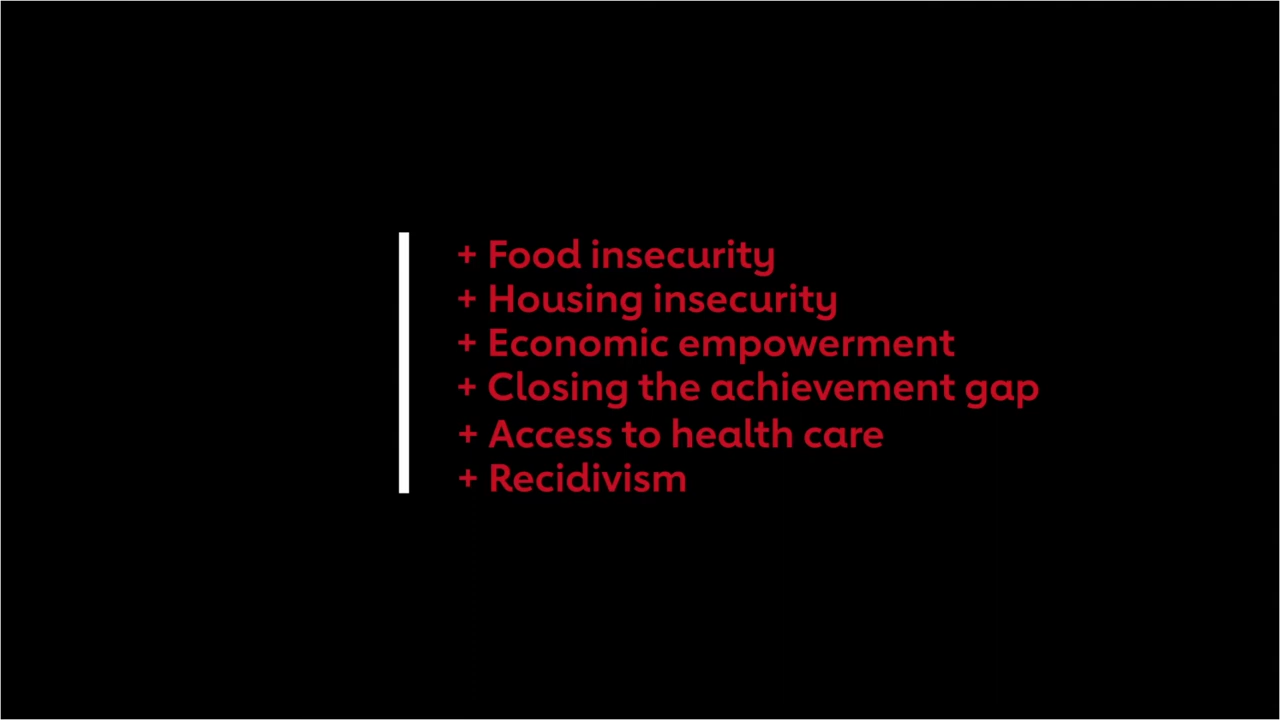 + Food insecurity
+ Housing insecurity
+ Economic empowerment
+ Closing the achievement gap
+ Access to health care
+ Recidivism